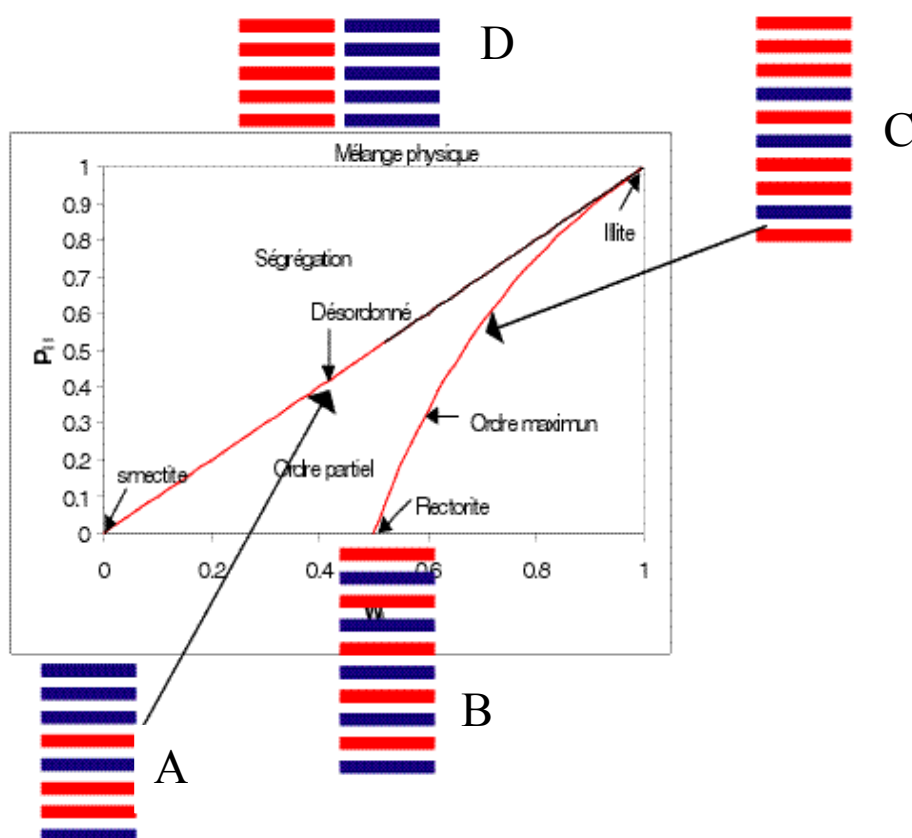 D
C
Mélange physique
1
0.9
Illite
0.8
Ségrégation
0.7
Désordonné
0.6
0.5
P
0.4
Ordre maximun
0.3
Ordre partiel
0.2
smectite
0.1
Rectorite
0
0 0.2 0.4 0.6 0.8 1
B
A